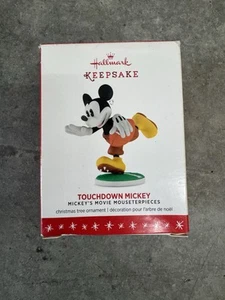 Hallmark
KEEPSAKE
TOUCHDOWN MICKEY
MICKEY'S MOVIE MOUSETERPIECES
christmas tree ornament | décoration pour l'arbre de noël